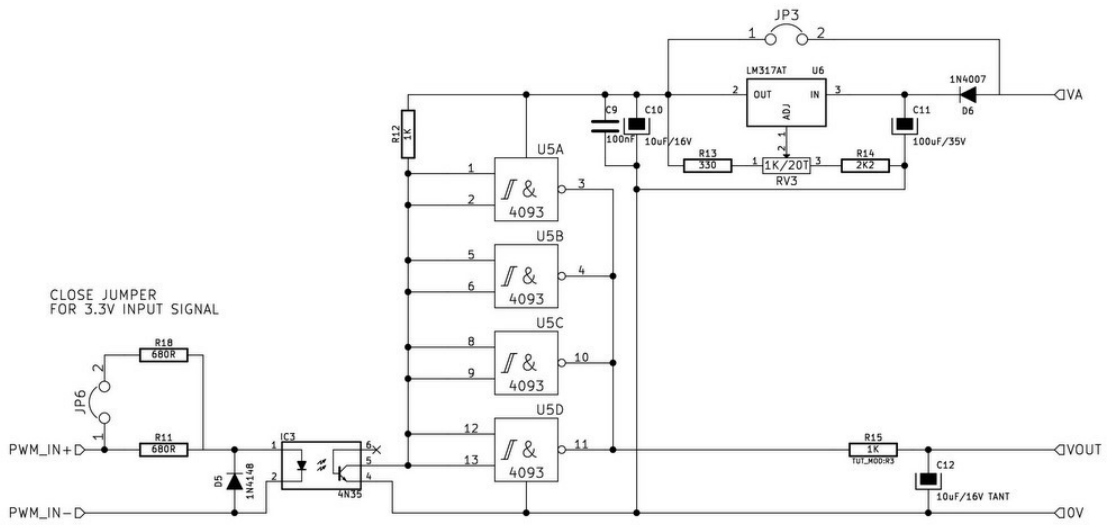 JP3
1
2
LM317AT
U6
2
OUT
IN
3
1N4007
VA
ADJ
D6
R12
1K
C9
100nF
C10
10uF/16V
C11
100uF/35V
1
2
R13
330
1
1K/20T
3
R14
2K2
RV3
U5A
1
2
&
4093
3
U5B
5
6
&
4093
4
CLOSE JUMPER
FOR 3.3V INPUT SIGNAL
U5C
8
9
&
4093
10
R18
680R
2
JP6
1
U5D
12
13
&
4093
11
R11
680R
PWM_IN+
IC3
1
2
6
5
4
4N35
D5
1N4148
R15
1K
TUT_MOD:R3
VOUT
C12
10uF/16V TANT
PWM_IN-
0V